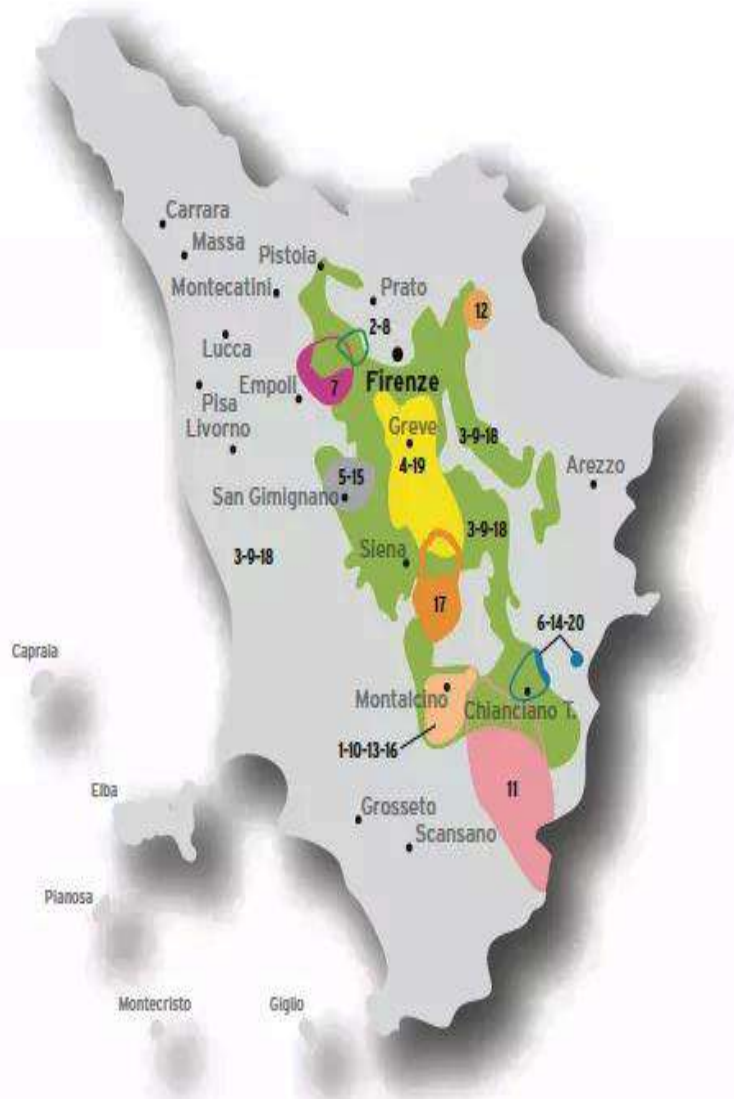 Carrara
Massa
Pistoia
Montecatini
Prato
12
2-8
Lucca
Firenze
Empoli
7
Pisa
Livorno
Greve
3-9-18
4-19
Arezzo
5-15
San Gimignano
3-9-18
Siena
3-9-18
17
6-14-20
Capraia
Montalcino
Chianciano T.
1-10-13-16
11
Elba
Grosseto
Scansano
Pianosa
Montecristo
Giglio